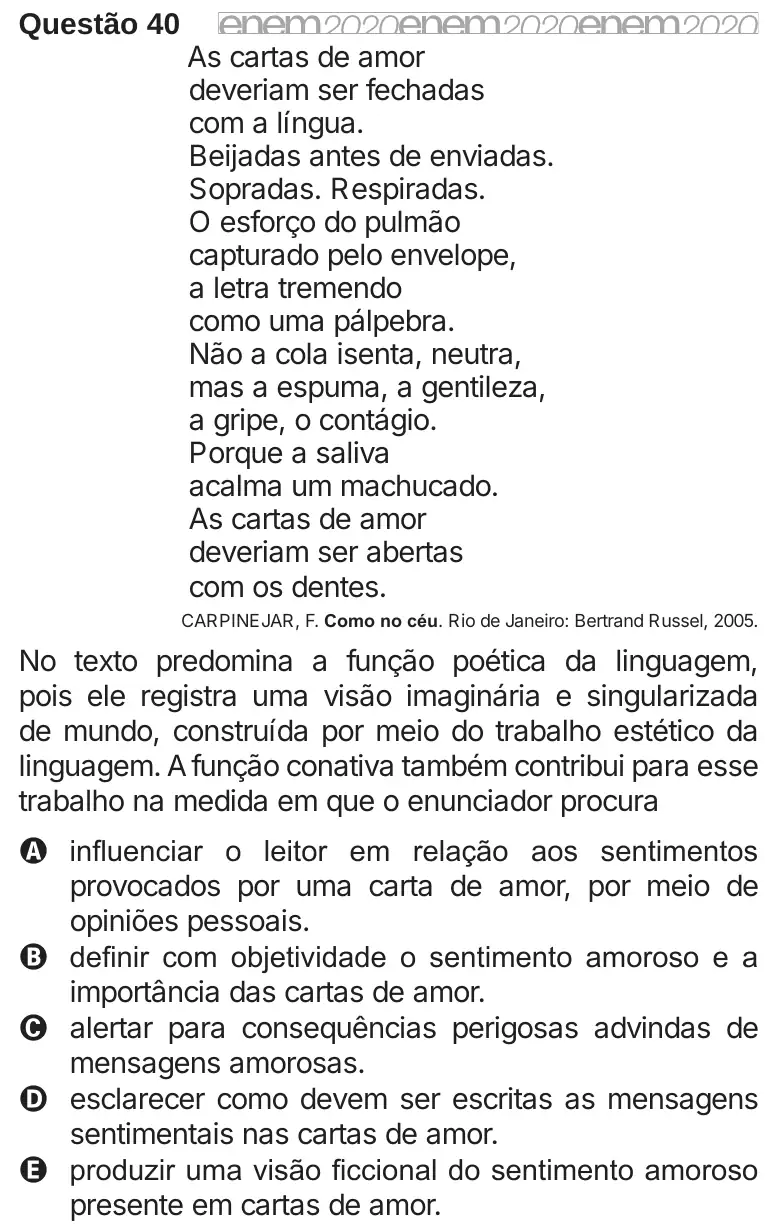 Questão 40 enem2020enem2020enem2020
As cartas de amor
deveriam ser fechadas
com a língua.
Beijadas antes de enviadas.
Sopradas. Respiradas.
O esforço do pulmão
capturado pelo envelope,
a letra tremendo
como uma pálpebra.
Não a cola isenta, neutra,
mas a espuma, a gentileza,
a gripe, o contágio.
Porque a saliva
acalma um machucado.
As cartas de amor
deveriam ser abertas
com os dentes.
CARPINEJAR, F. Como no céu. Rio de Janeiro: Bertrand Russel, 2005.
No texto predomina a função poética da linguagem,
pois ele registra uma visão imaginária e singularizada
de mundo, construída por meio do trabalho estético da
linguagem. A função conativa também contribui para esse
trabalho na medida em que o enunciador procura
A influenciar o leitor em relação aos sentimentos
provocados por uma carta de amor, por meio de
opiniões pessoais.
B definir com objetividade o sentimento amoroso e a
importância das cartas de amor.
C alertar para consequências perigosas advindas de
mensagens amorosas.
D esclarecer como devem ser escritas as mensagens
sentimentais nas cartas de amor.
E produzir uma visão ficcional do sentimento amoroso
presente em cartas de amor.